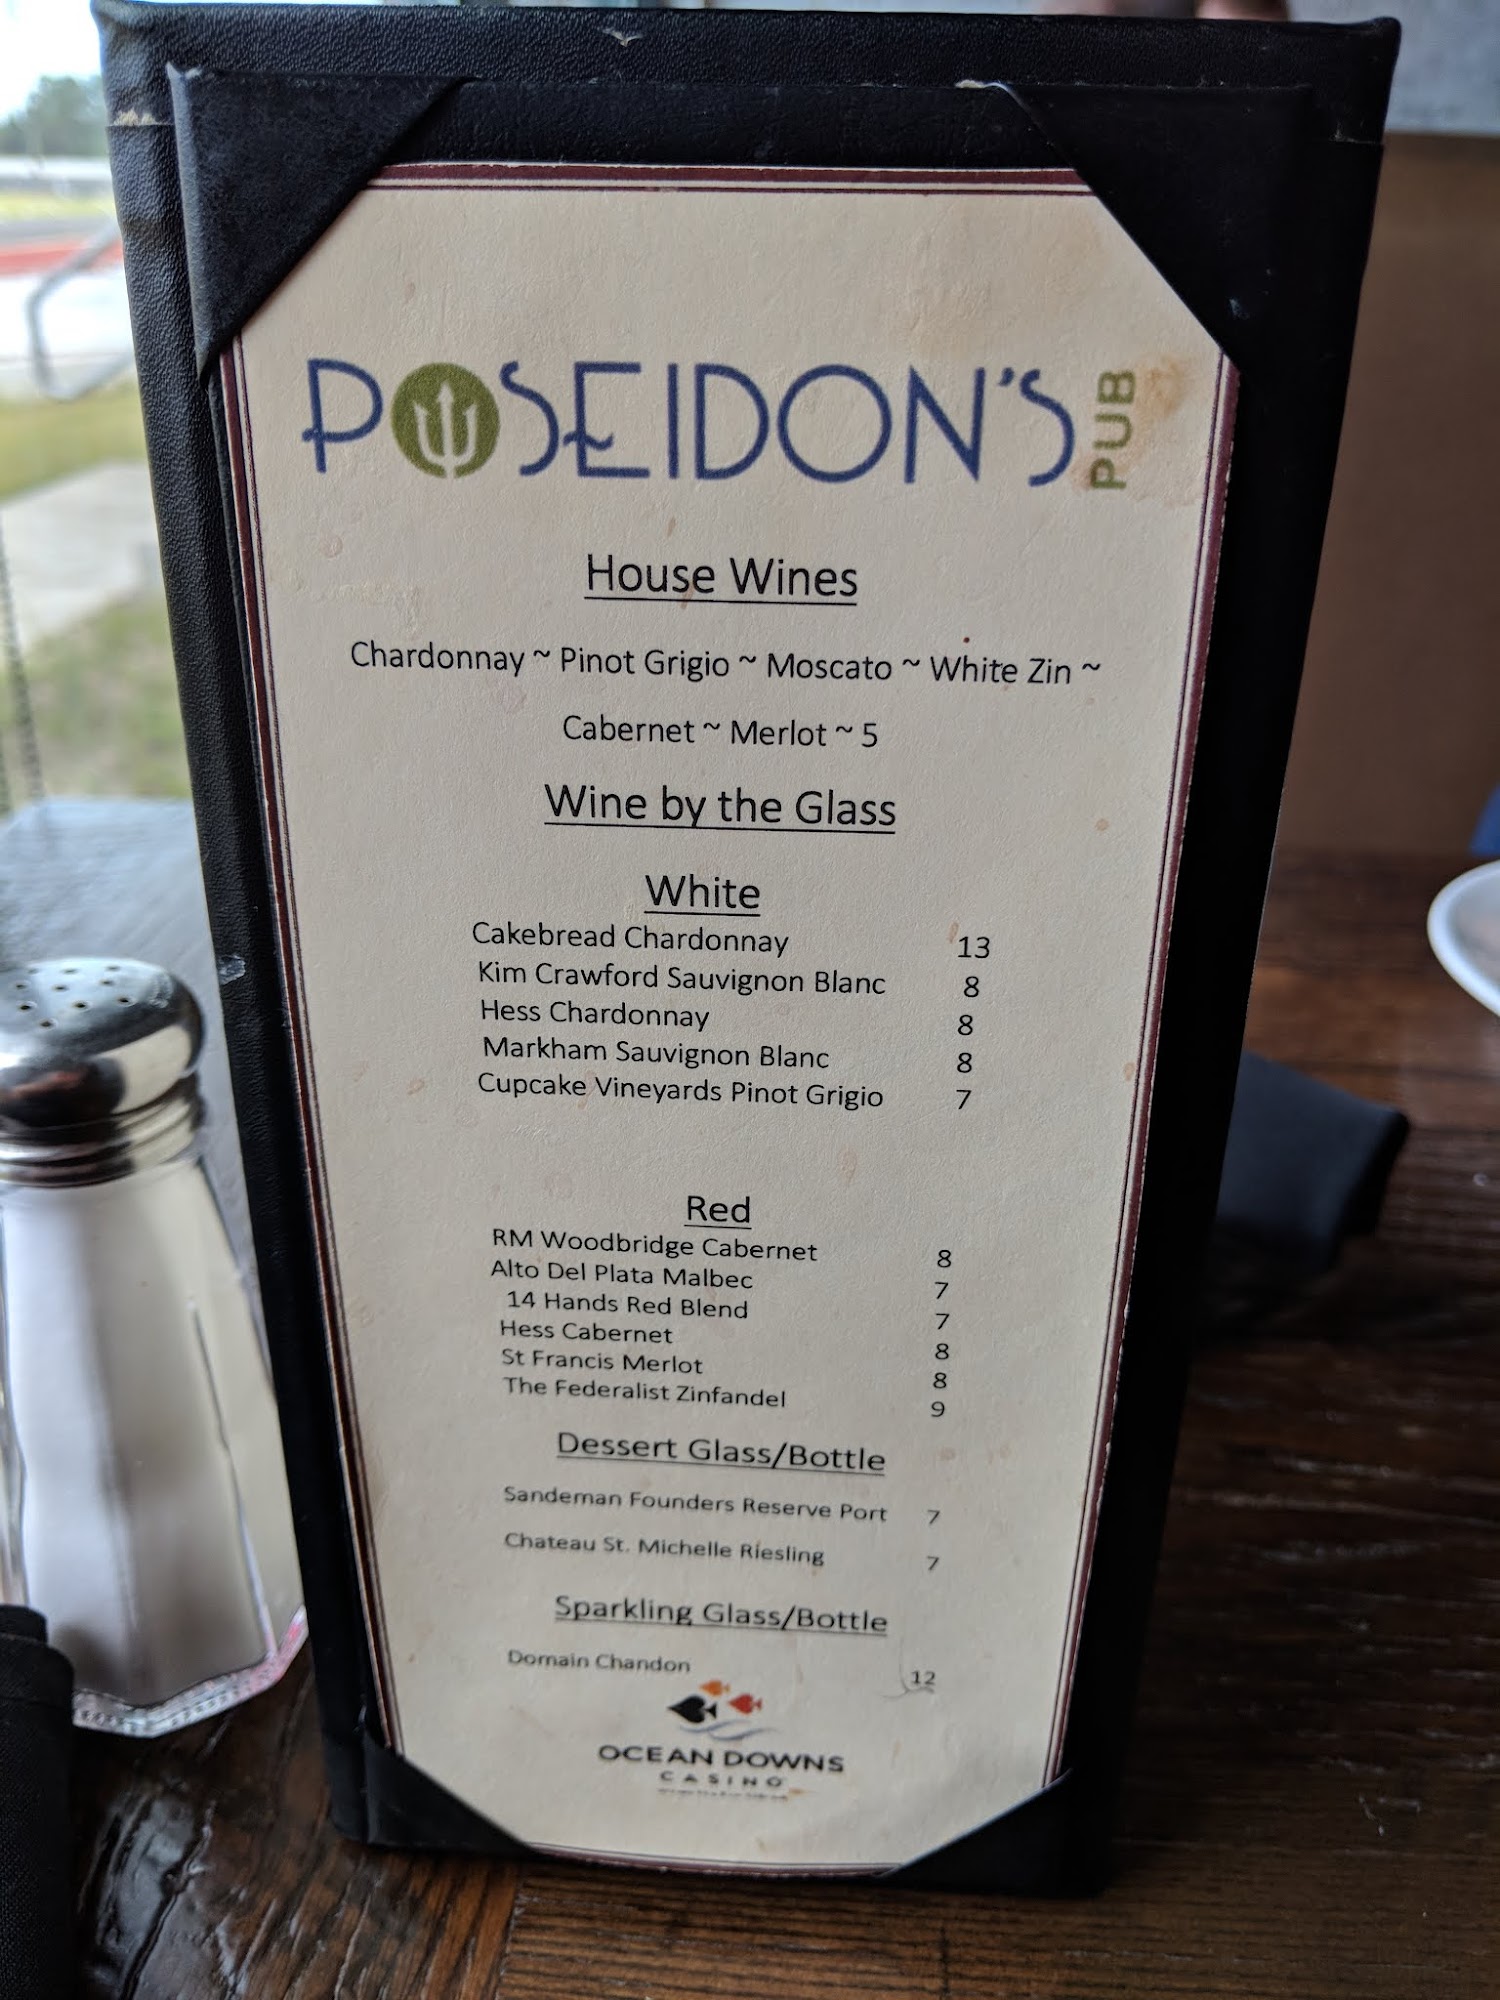 POSEIDON'S PUB
House Wines
Chardonnay ~ Pinot Grigio ~ Moscato ~ White Zin ~
Cabernet ~ Merlot ~ 5
Wine by the Glass
White
Cakebread Chardonnay 13
Kim Crawford Sauvignon Blanc 8
Hess Chardonnay 8
Markham Sauvignon Blanc 8
Cupcake Vineyards Pinot Grigio 7
Red
RM Woodbridge Cabernet 8
Alto Del Plata Malbec 7
14 Hands Red Blend 7
Hess Cabernet 8
St Francis Merlot 8
The Federalist Zinfandel 9
Dessert Glass/Bottle
Sandeman Founders Reserve Port 7
Chateau St. Michelle Riesling 7
Sparkling Glass/Bottle
Domain Chandon 12
OCEAN DOWNS
CASINO